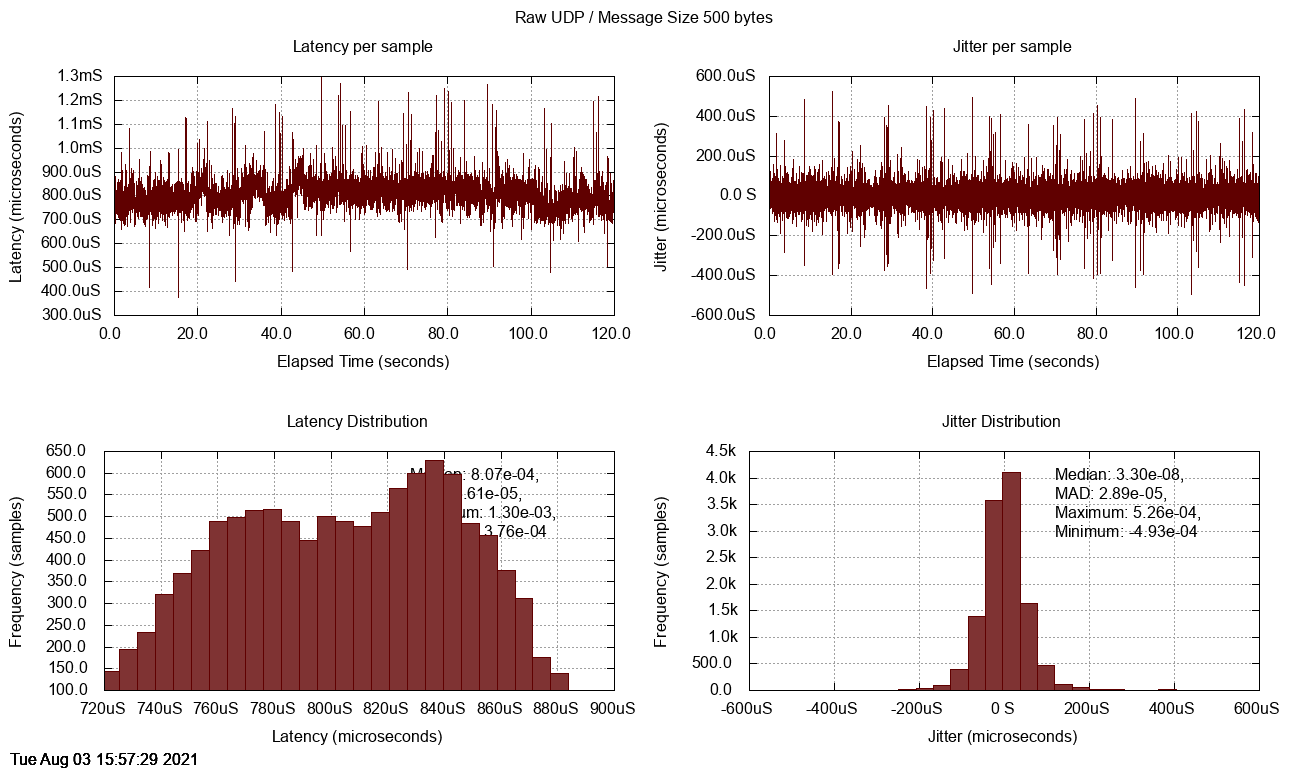 Raw UDP / Message Size 500 bytes
Latency per sample
Latency (microseconds)
1.3mS
1.2mS
1.1mS
1.0mS
900.0uS
800.0uS
700.0uS
600.0uS
500.0uS
400.0uS
300.0uS
0.0 20.0 40.0 60.0 80.0 100.0 120.0
Elapsed Time (seconds)
Jitter per sample
Jitter (microseconds)
600.0uS
400.0uS
200.0uS
0.0 S
-200.0uS
-400.0uS
-600.0uS
0.0 20.0 40.0 60.0 80.0 100.0 120.0
Elapsed Time (seconds)
Latency Distribution
Frequency (samples)
650.0
600.0
550.0
500.0
450.0
400.0
350.0
300.0
250.0
200.0
150.0
100.0
8.07e-04,
.61e-05,
1.30e-03,
3.76e-04
720uS 740uS 760uS 780uS 800uS 820uS 840uS 860uS 880uS 900uS
Latency (microseconds)
Jitter Distribution
Frequency (samples)
4.5k
4.0k
3.5k
3.0k
2.5k
2.0k
1.5k
1.0k
500.0
0.0
Median: 3.30e-08,
MAD: 2.89e-05,
Maximum: 5.26e-04,
Minimum: -4.93e-04
-600uS -400uS -200uS 0 S 200uS 400uS 600uS
Jitter (microseconds)
Tue Aug 03 15:57:29 2021